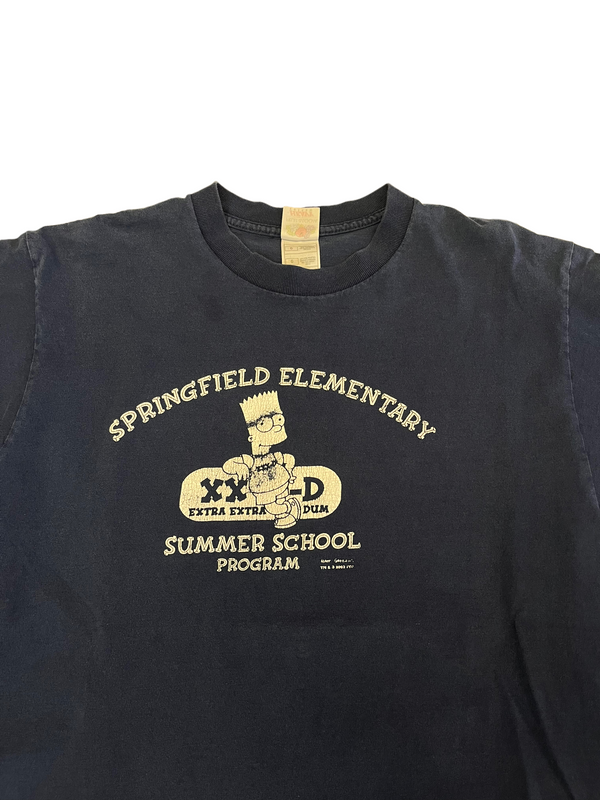 SPRINGFIELD ELEMENTARY
XX -D
EXTRA EXTRA DUM
SUMMER SCHOOL
PROGRAM